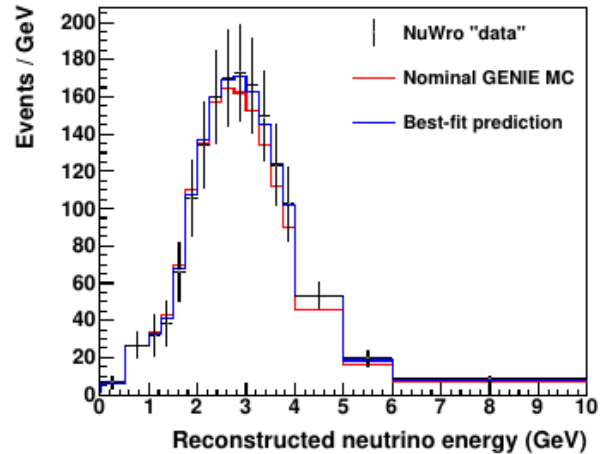 Events / GeV
200
180
160
140
120
100
80
60
40
20
0
NuWro "data"
Nominal GENIE MC
Best-fit prediction
0 1 2 3 4 5 6 7 8 9 10
Reconstructed neutrino energy (GeV)